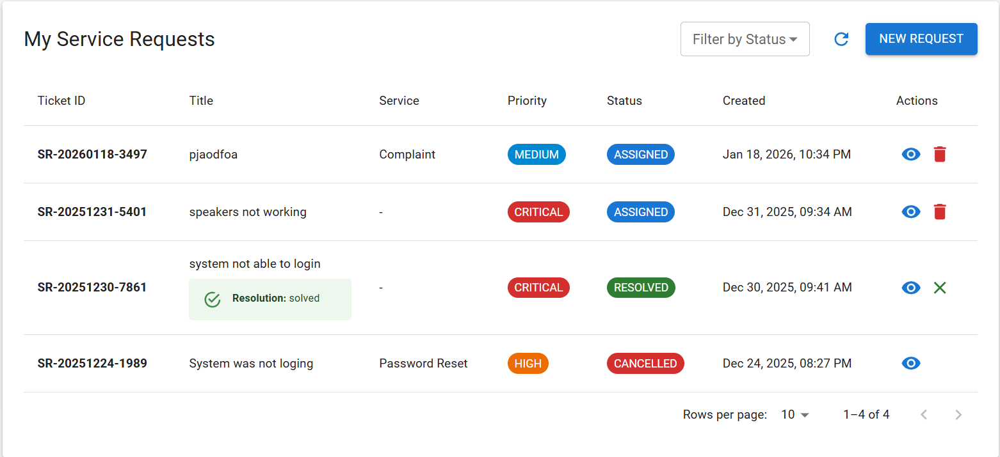 My Service Requests
Filter by Status
NEW REQUEST
Ticket ID Title Service Priority Status Created Actions
SR-20260118-3497 pjaodfoa Complaint MEDIUM ASSIGNED Jan 18, 2026, 10:34 PM
SR-20251231-5401 speakers not working - CRITICAL ASSIGNED Dec 31, 2025, 09:34 AM
SR-20251230-7861 system not able to login - CRITICAL RESOLVED Dec 30, 2025, 09:41 AM
Resolution: solved
SR-20251224-1989 System was not loging Password Reset HIGH CANCELLED Dec 24, 2025, 08:27 PM
Rows per page: 10 1–4 of 4